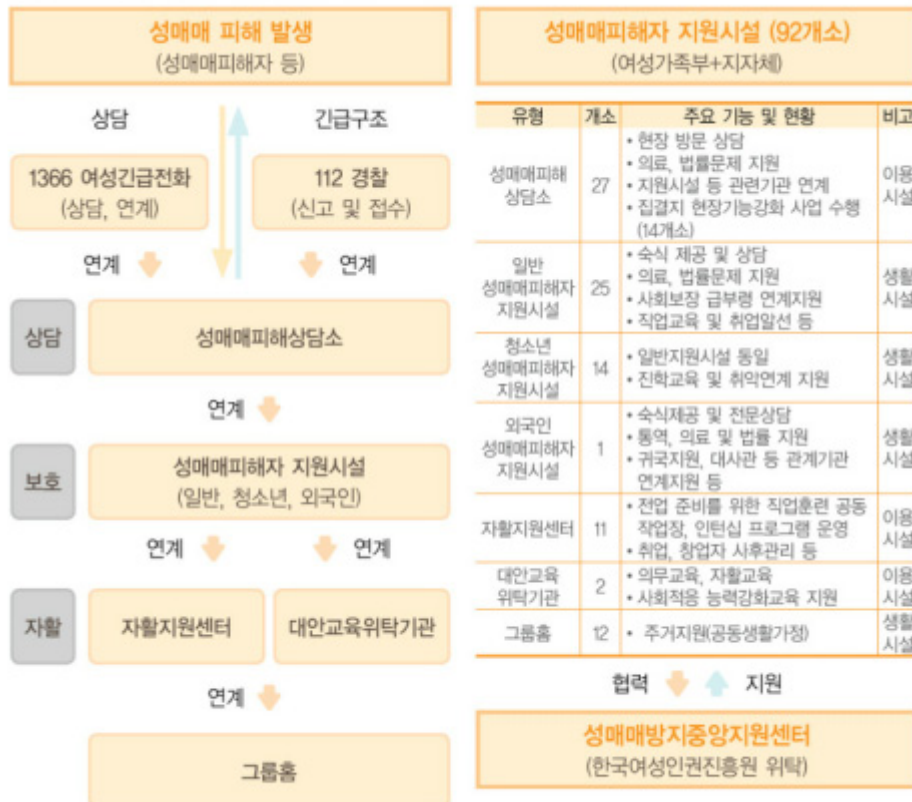 성매매 피해 발생
(성매매피해자 등)
상담
긴급구조
1366 여성긴급전화
(상담, 연계)
112 경찰
(신고 및 접수)
연계
연계
상담
성매매피해상담소
연계
보호
성매매피해자 지원시설
(일반, 청소년, 외국인)
연계
연계
자활
자활지원센터
대안교육위탁기관
연계
그룹홈
성매매피해자 지원시설 (92개소)
(여성가족부+지자체)
유형 개소 주요 기능 및 현황 비고
성매매피해
상담소
27
• 현장 방문 상담
• 의료, 법률문제 지원
• 지원시설 등 관련기관 연계
• 집결지 현장기능강화 사업 수행
(14개소)
이용
시설
일반
성매매피해자
지원시설
25
• 숙식 제공 및 상담
• 의료, 법률문제 지원
• 사회보장 급부령 연계지원
• 직업교육 및 취업알선 등
생활
시설
청소년
성매매피해자
지원시설
14
• 일반지원시설 동일
• 진학교육 및 취악연계 지원
생활
시설
외국인
성매매피해자
지원시설
1
• 숙식제공 및 전문상담
• 통역, 의료 및 법률 지원
• 귀국지원, 대사관 등 관계기관
연계지원 등
생활
시설
자활지원센터
11
• 전업 준비를 위한 직업훈련 공동
작업장, 인턴십 프로그램 운영
• 취업, 창업자 사후관리 등
이용
시설
대안교육
위탁기관
2
• 의무교육, 자활교육
• 사회적응 능력강화교육 지원
이용
시설
그룹홈
12
• 주거지원(공동생활가정)
생활
시설
협력
지원
성매매방지중앙지원센터
(한국여성인권진흥원 위탁)